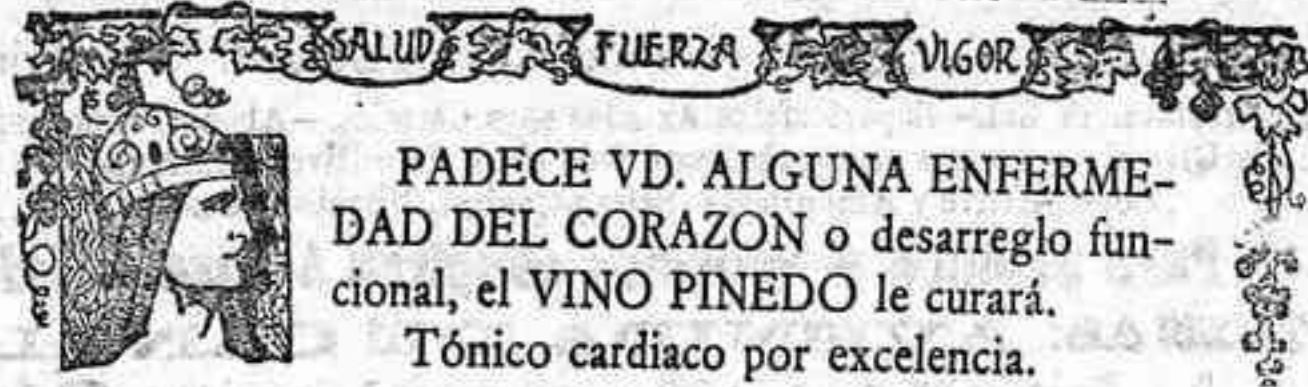 SALUD FUERZA VIGOR
PADECE VD. ALGUNA ENFERME-
DAD DEL CORAZON o desarreglo fun-
cional, el VINO PINEDO le curará.
Tónico cardiaco por excelencia.